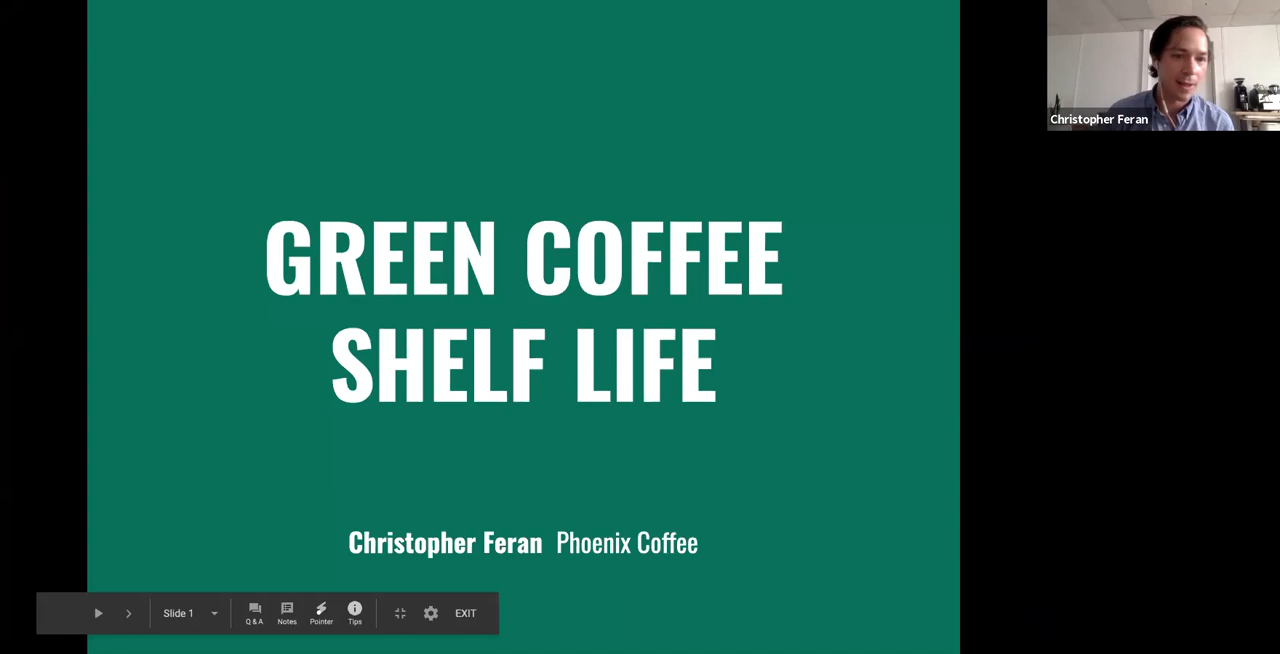 Christopher Feran
GREEN COFFEE
SHELF LIFE
Christopher Feran Phoenix Coffee
Slide 1
Q & A
Notes
Pointer
Tips
EXIT